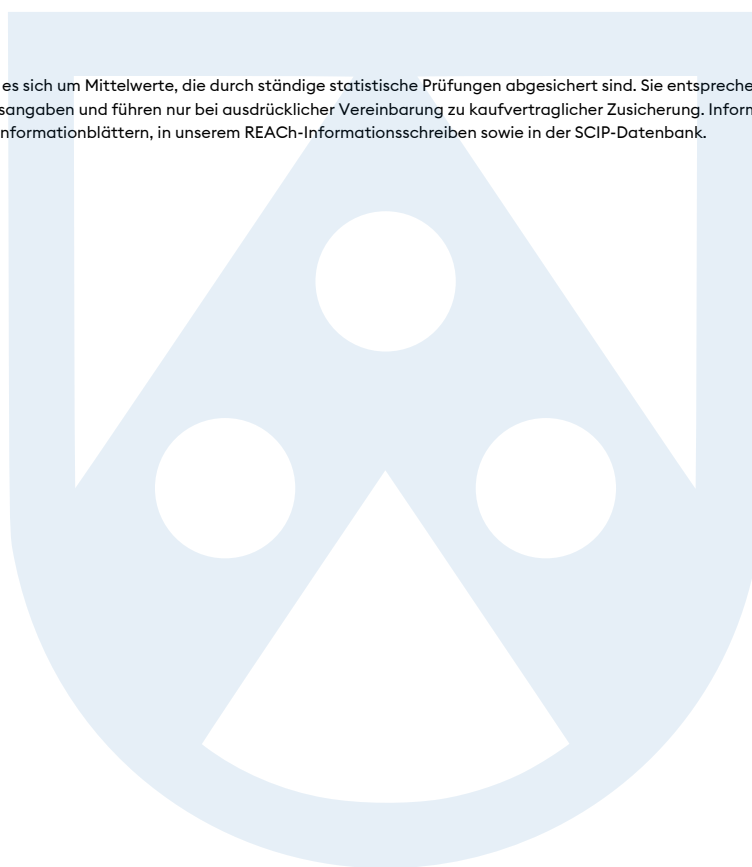 es sich um Mittelwerte, die durch ständige statistische Prüfungen abgesichert sind. Sie entspreche
sangaben und führen nur bei ausdrücklicher Vereinbarung zu kaufvertraglicher Zusicherung. Inform
nformationblättern, in unserem REACh-Informationsschreiben sowie in der SCIP-Datenbank.